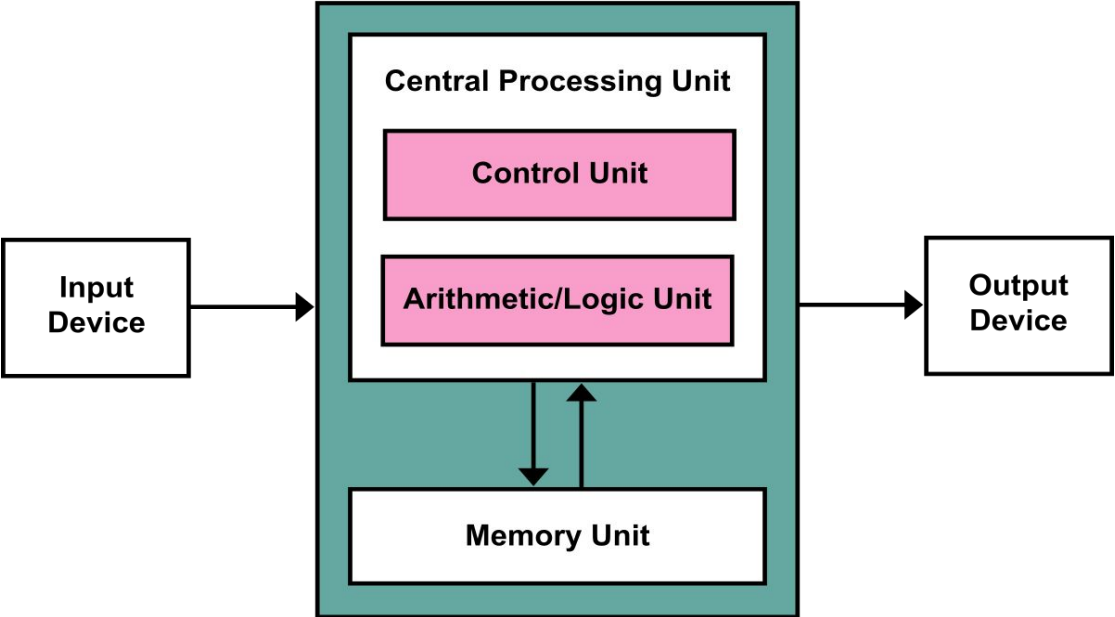 Central Processing Unit
Control Unit
Arithmetic/Logic Unit
Input
Device
Output
Device
Memory Unit